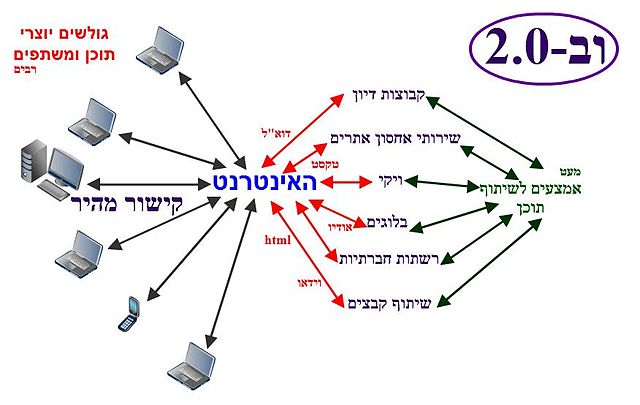 וב-2.0
גולשים יוצרי
תוכן ומשתפים
רבים
קבוצות דיון
דוא"ל
שירותי אחסון אתרים
טקסט
מעט
אמצעים לשיתוף
תוכן
ויקי
האינטרנט
קישור מהיר
בלוגים
אודיו
html
רשתות חברתיות
וידאו
שיתוף קבצים